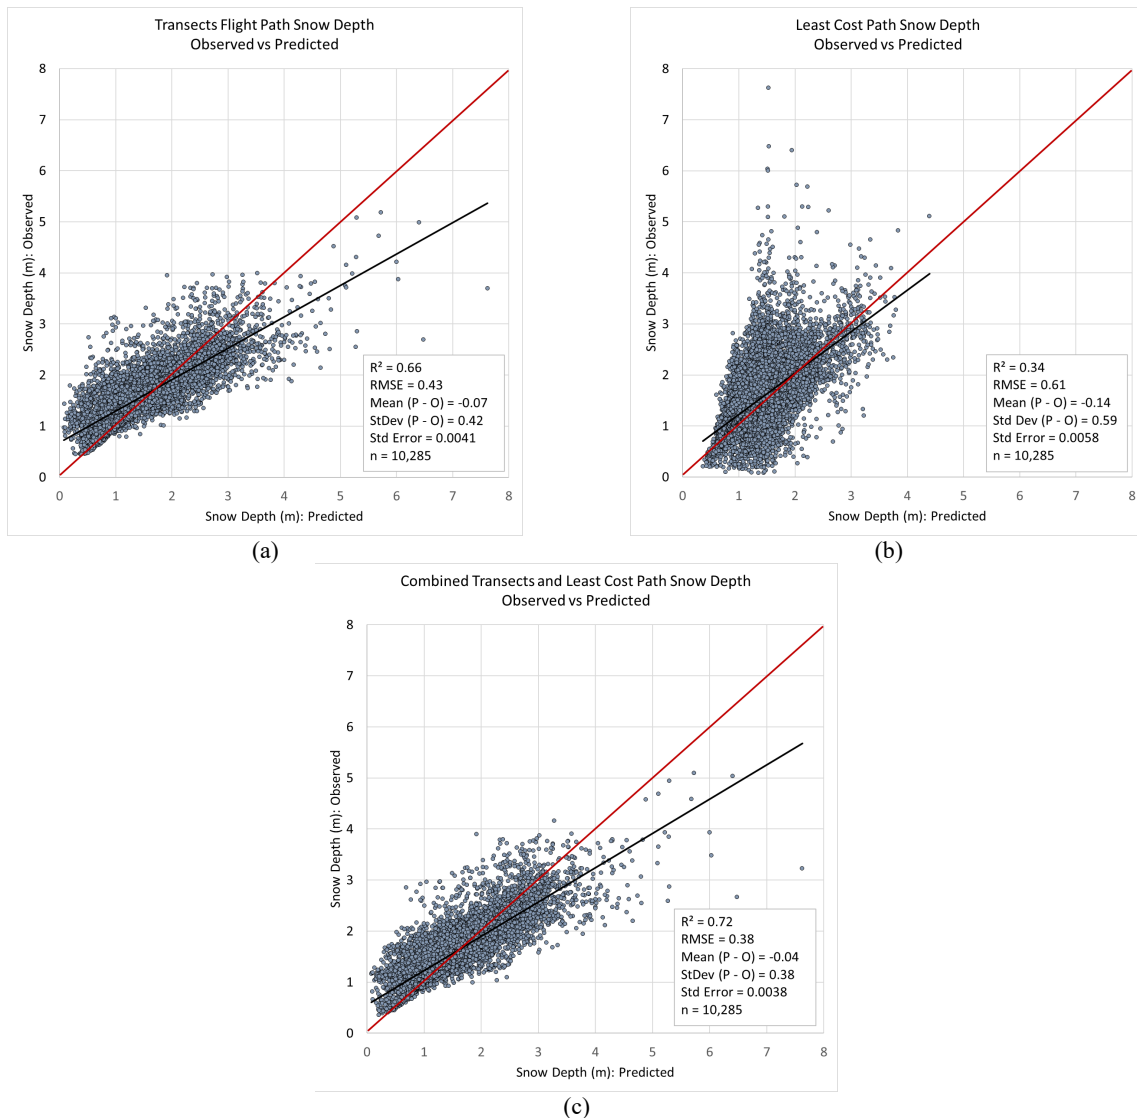 Transects Flight Path Snow Depth
Observed vs Predicted
8
7
6
5
4
3
2
1
0
Snow Depth (m): Observed
R² = 0.66
RMSE = 0.43
Mean (P - O) = -0.07
StDev (P - O) = 0.42
Std Error = 0.0041
n = 10,285
0 1 2 3 4 5 6 7 8
Snow Depth (m): Predicted
(a)
Least Cost Path Snow Depth
Observed vs Predicted
8
7
6
5
4
3
2
1
0
Snow Depth (m): Observed
R² = 0.34
RMSE = 0.61
Mean (P - O) = -0.14
Std Dev (P - O) = 0.59
Std Error = 0.0058
n = 10,285
0 1 2 3 4 5 6 7 8
Snow Depth (m): Predicted
(b)
Combined Transects and Least Cost Path Snow Depth
Observed vs Predicted
8
7
6
5
4
3
2
1
0
Snow Depth (m): Observed
R² = 0.72
RMSE = 0.38
Mean (P - O) = -0.04
StDev (P - O) = 0.38
Std Error = 0.0038
n = 10,285
0 1 2 3 4 5 6 7 8
Snow Depth (m): Predicted
(c)